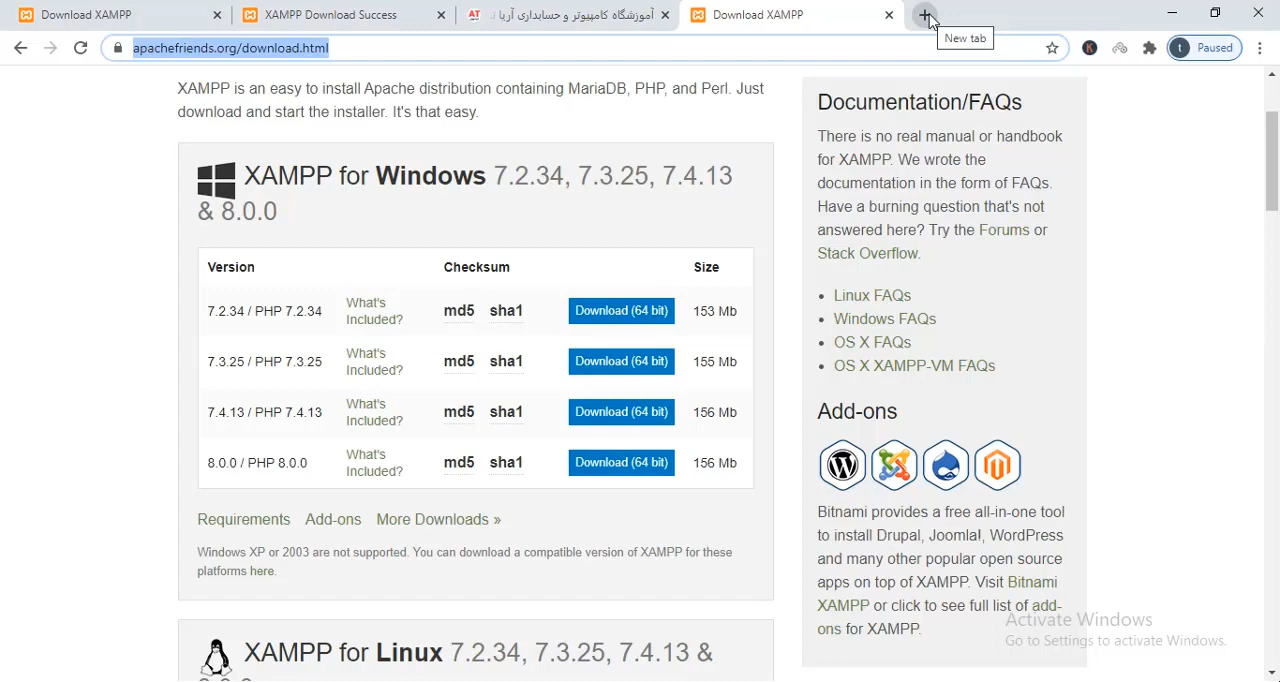 Download XAMPP
XAMPP Download Success
آموزشگاه کامپیوتر و حسابداری آریا
Download XAMPP
New tab
apachefriends.org/download.html
K
t Paused
XAMPP is an easy to install Apache distribution containing MariaDB, PHP, and Perl. Just
download and start the installer. It's that easy.
XAMPP for Windows 7.2.34, 7.3.25, 7.4.13
& 8.0.0
Version Checksum Size
7.2.34 / PHP 7.2.34 What's Included? md5 sha1 Download (64 bit) 153 Mb
7.3.25 / PHP 7.3.25 What's Included? md5 sha1 Download (64 bit) 155 Mb
7.4.13 / PHP 7.4.13 What's Included? md5 sha1 Download (64 bit) 156 Mb
8.0.0 / PHP 8.0.0 What's Included? md5 sha1 Download (64 bit) 156 Mb
Requirements Add-ons More Downloads »
Windows XP or 2003 are not supported. You can download a compatible version of XAMPP for these
platforms here.
XAMPP for Linux 7.2.34, 7.3.25, 7.4.13 &
Documentation/FAQs
There is no real manual or handbook
for XAMPP. We wrote the
documentation in the form of FAQs.
Have a burning question that's not
answered here? Try the Forums or
Stack Overflow.
• Linux FAQs
• Windows FAQs
• OS X FAQs
• OS X XAMPP-VM FAQs
Add-ons
Bitnami provides a free all-in-one tool
to install Drupal, Joomla!, WordPress
and many other popular open source
apps on top of XAMPP. Visit Bitnami
XAMPP or click to see full list of add-
ons for XAMPP.
Activate Windows
Go to Settings to activate Windows.